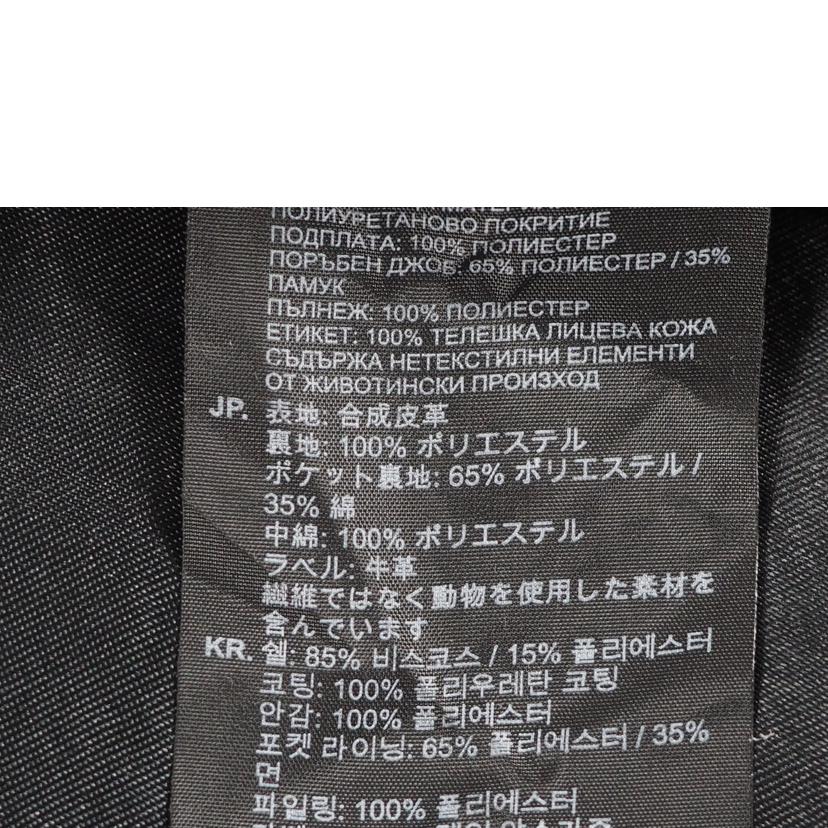 ПОЛИУРЕТАНОВО ПОКРИТИЕ
ПОДПЛАТА: 100% ПОЛИЕСТЕР
ПОРЪБЕН ДЖОБ: 65% ПОЛИЕСТЕР / 35%
ПАМУК
ПЪЛНЕЖ: 100% ПОЛИЕСТЕР
ЕТИКЕТ: 100% ТЕЛЕШКА ЛИЦЕВА КОЖА
СЪДЪРЖА НЕТЕКСТИЛНИ ЕЛЕМЕНТИ
ОТ ЖИВОТИНСКИ ПРОИЗХОД
JP. 表地: 合成皮革
裏地: 100% ポリエステル
ポケット裏地: 65% ポリエステル /
35% 綿
中綿: 100% ポリエステル
ラベル: 牛革
繊維ではなく動物を使用した素材を
含んでいます
KR. 쉘: 85% 비스코스 / 15% 폴리에스터
코팅: 100% 폴리우레탄 코팅
안감: 100% 폴리에스터
포켓 라이닝: 65% 폴리에스터 / 35%
면
파일링: 100% 폴리에스터